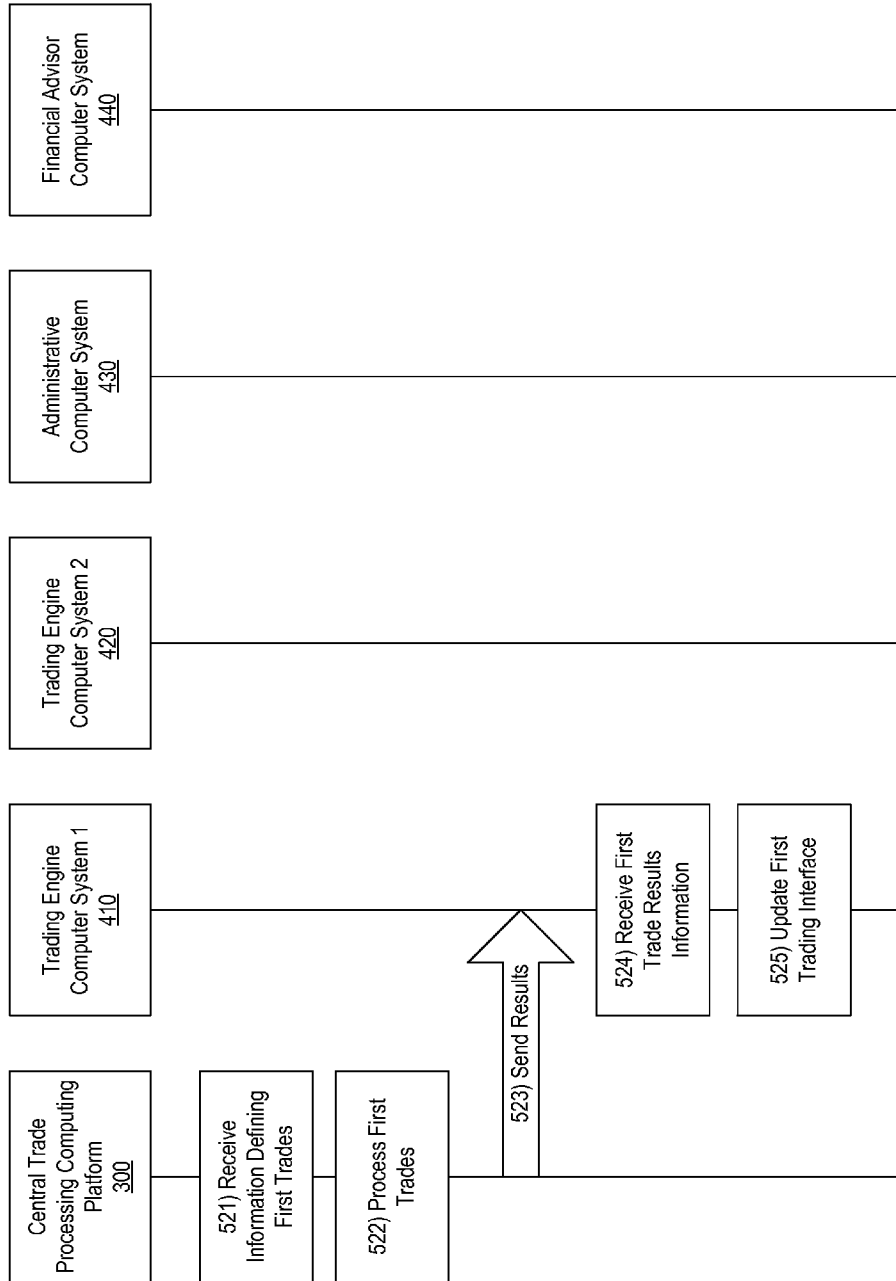 Central Trade
Processing Computing
Platform
300
Trading Engine
Computer System 1
410
Trading Engine
Computer System 2
420
Administrative
Computer System
430
Financial Advisor
Computer System
440
521) Receive
Information Defining
First Trades
522) Process First
Trades
523) Send Results
524) Receive First
Trade Results
Information
525) Update First
Trading Interface